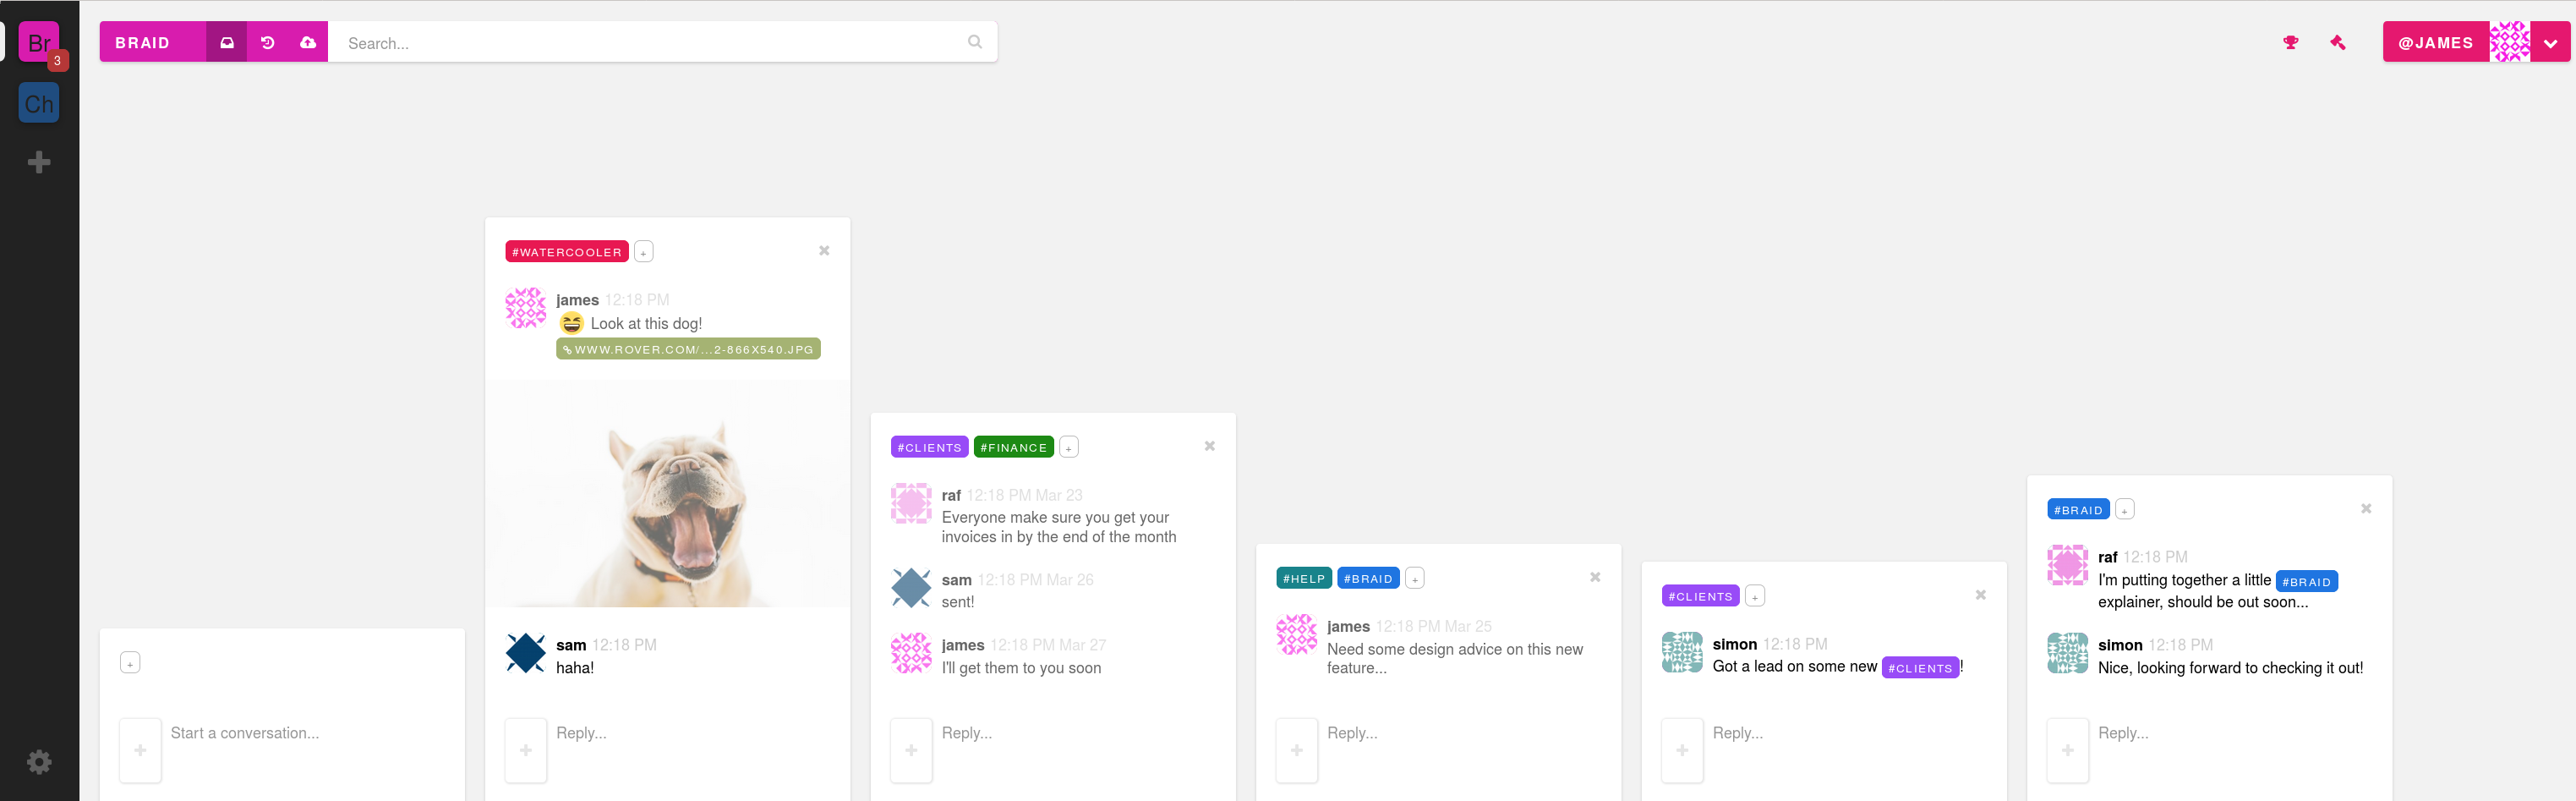 Br
3
Ch
BRAID
Search...
@JAMES
+
Start a conversation...
#WATERCOOLER +
james 12:18 PM
😆 Look at this dog!
WWW.ROVER.COM/...2-866X540.JPG
sam 12:18 PM
haha!
Reply...
#CLIENTS #FINANCE +
raf 12:18 PM Mar 23
Everyone make sure you get your
invoices in by the end of the month
sam 12:18 PM Mar 26
sent!
james 12:18 PM Mar 27
I'll get them to you soon
Reply...
#HELP #BRAID +
james 12:18 PM Mar 25
Need some design advice on this new
feature...
Reply...
#CLIENTS +
simon 12:18 PM
Got a lead on some new #CLIENTS!
Reply...
#BRAID +
raf 12:18 PM
I'm putting together a little #BRAID
explainer, should be out soon...
simon 12:18 PM
Nice, looking forward to checking it out!
Reply...